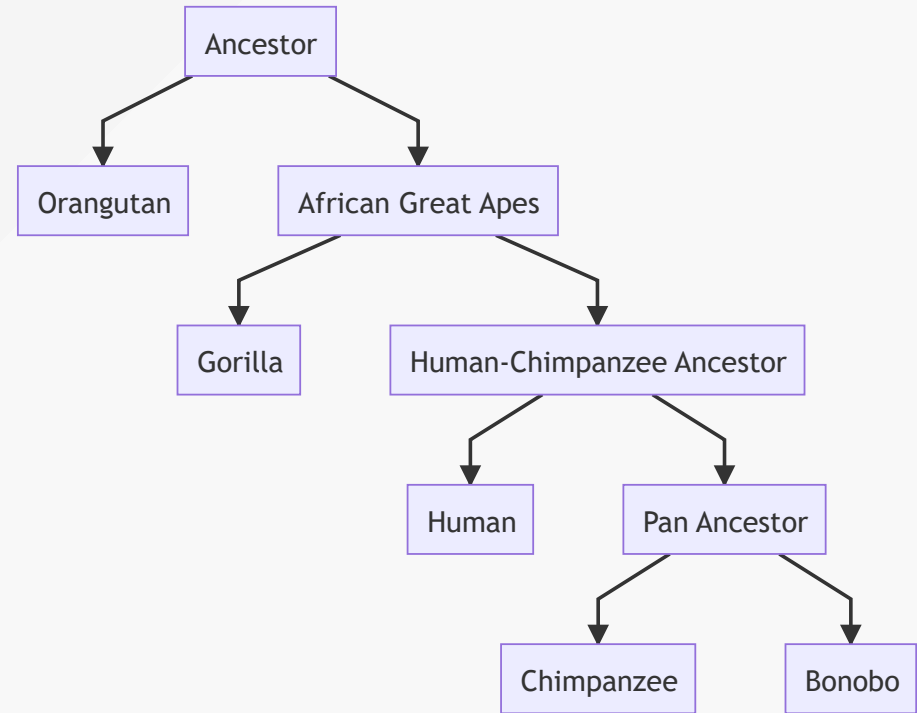 Ancestor
Orangutan
African Great Apes
Gorilla
Human-Chimpanzee Ancestor
Human
Pan Ancestor
Chimpanzee
Bonobo